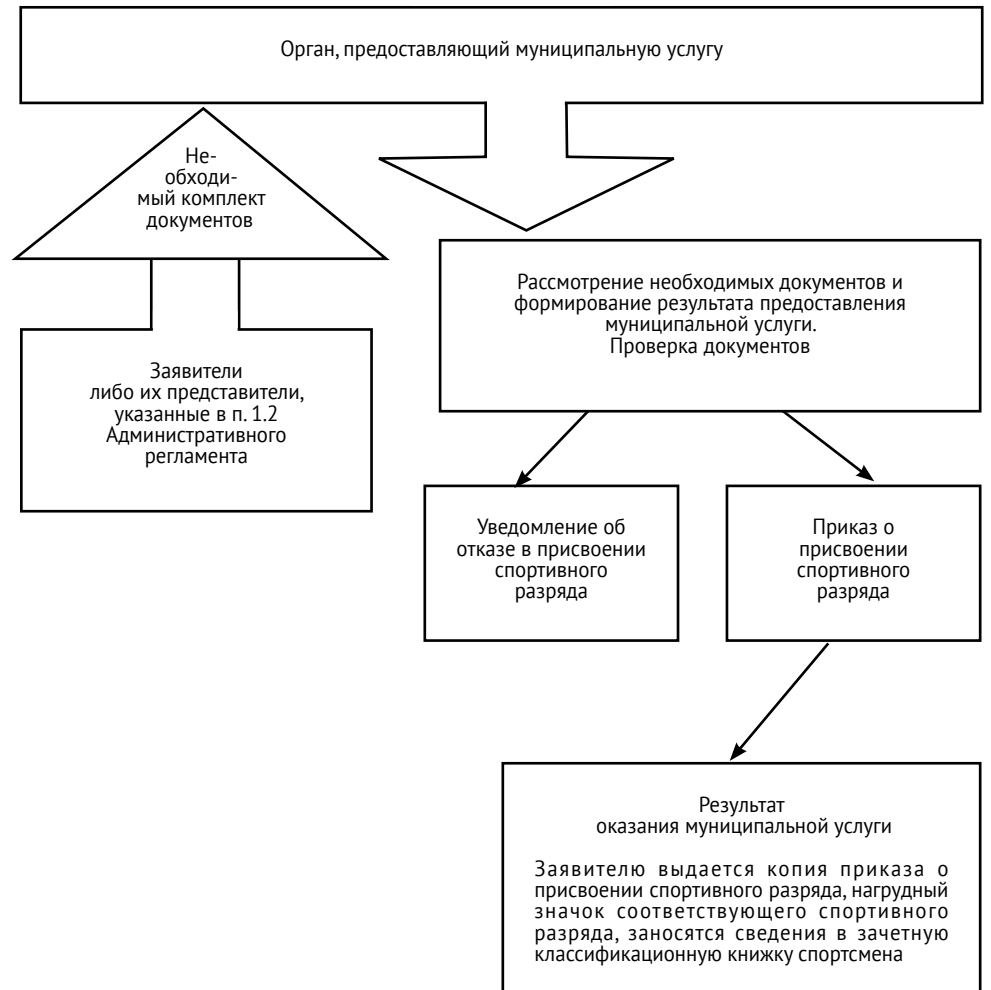 Орган, предоставляющий муниципальную услугу
Не-
обходи-
мый комплект
документов
Рассмотрение необходимых документов и
формирование результата предоставления
муниципальной услуги.
Проверка документов
Заявители
либо их представители,
указанные в п. 1.2
Административного
регламента
Уведомление об
отказе в присвоении
спортивного
разряда
Приказ о
присвоении
спортивного
разряда
Результат
оказания муниципальной услуги
Заявителю выдается копия приказа о
присвоении спортивного разряда, нагрудный
значок соответствующего спортивного
разряда, заносятся сведения в зачетную
классификационную книжку спортсмена